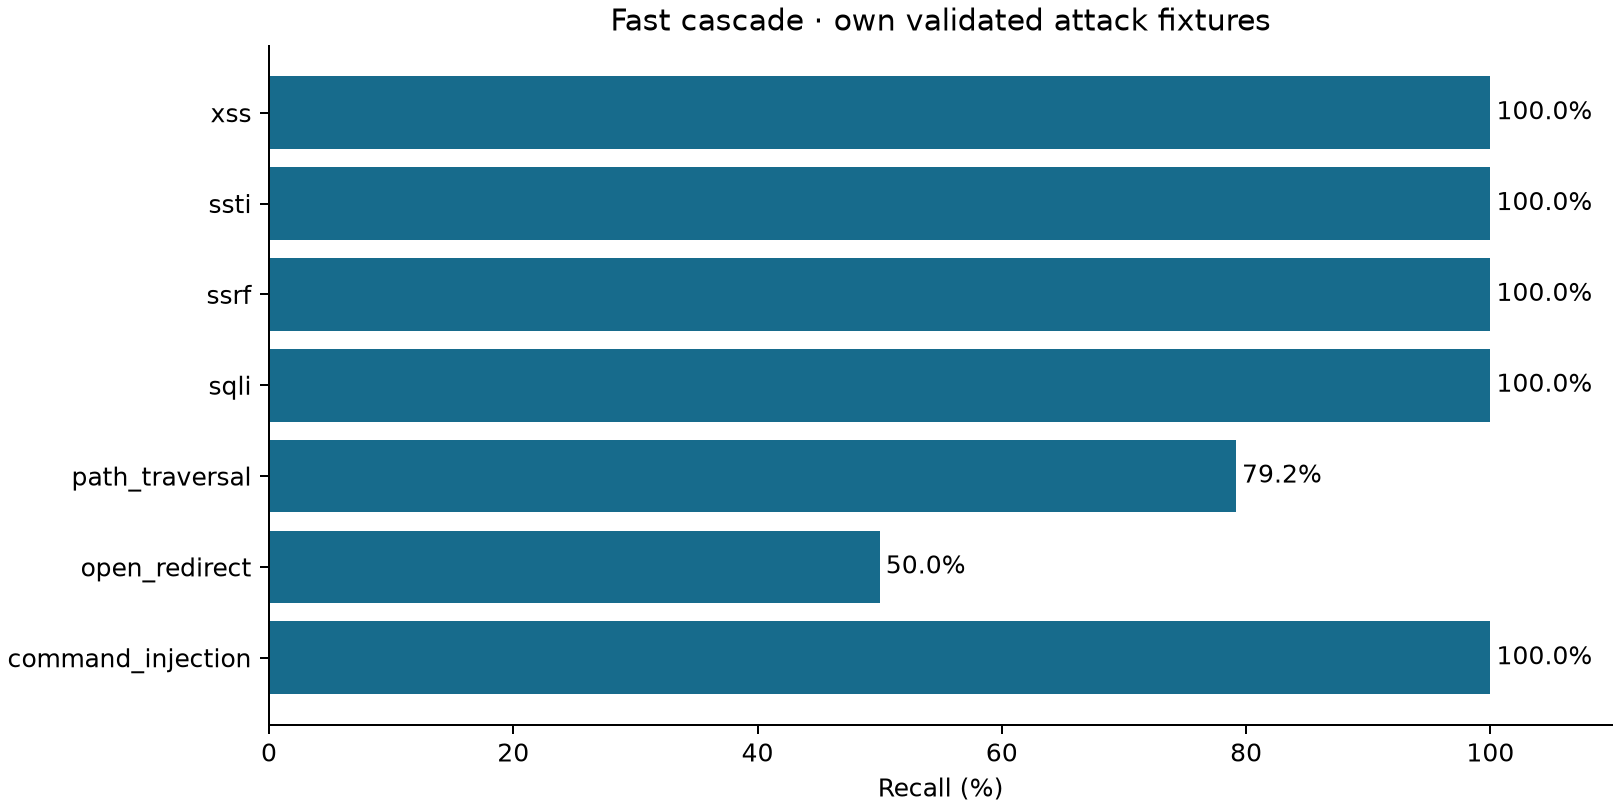 Fast cascade · own validated attack fixtures
xss 100.0%
ssti 100.0%
ssrf 100.0%
sqli 100.0%
path_traversal 79.2%
open_redirect 50.0%
command_injection 100.0%
0 20 40 60 80 100
Recall (%)